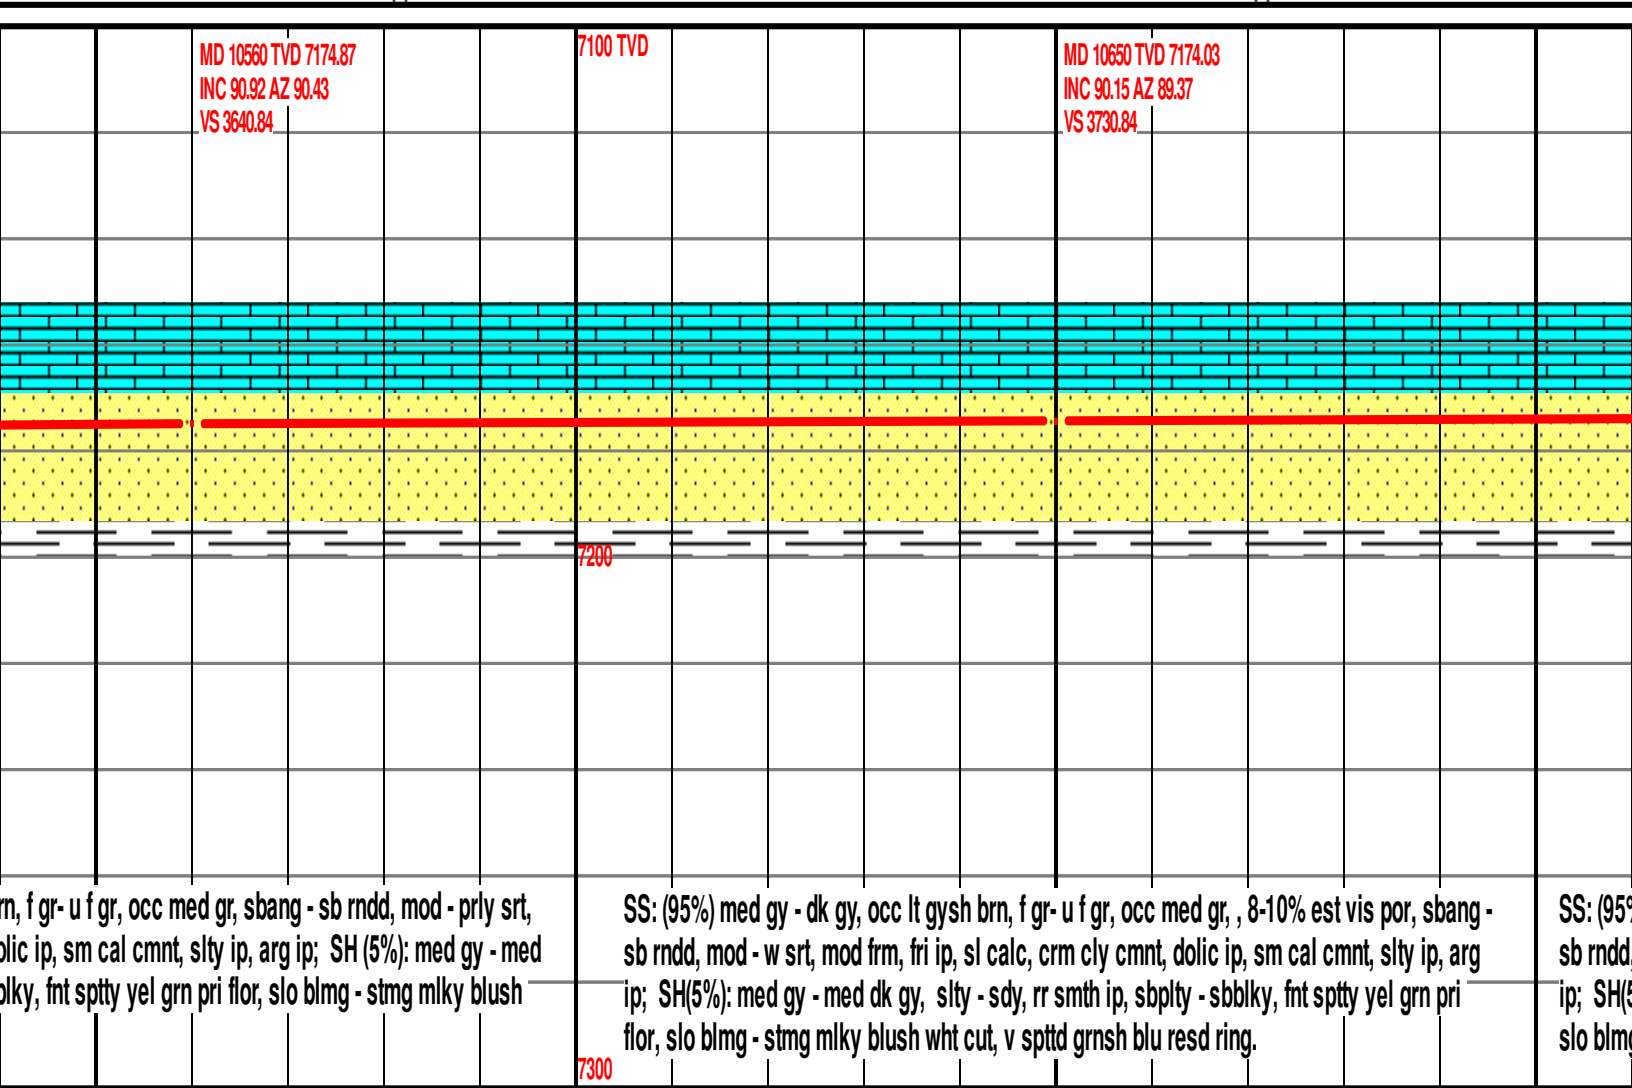 MD 10560 TVD 7174.87
INC 90.92 AZ 90.43
VS 3640.84
7100 TVD
MD 10650 TVD 7174.03
INC 90.15 AZ 89.37
VS 3730.84
7200
rn, f gr- u f gr, occ med gr, sbang - sb rndd, mod - prly srt,
olic ip, sm cal cmnt, slty ip, arg ip;  SH (5%): med gy - med
blky, fnt sptty yel grn pri flor, slo blmg - stmg mlky blush
SS: (95%) med gy - dk gy, occ lt gysh brn, f gr- u f gr, occ med gr, , 8-10% est vis por, sbang -
sb rndd, mod - w srt, mod frm, fri ip, sl calc, crm cly cmnt, dolic ip, sm cal cmnt, slty ip, arg
ip;  SH(5%): med gy - med dk gy,  slty - sdy, rr smth ip, sbplty - sbblky, fnt sptty yel grn pri
flor, slo blmg - stmg mlky blush wht cut, v spttd grnsh blu resd ring.
SS: (95%
sb rndd,
ip;  SH(5
slo blmg
7300